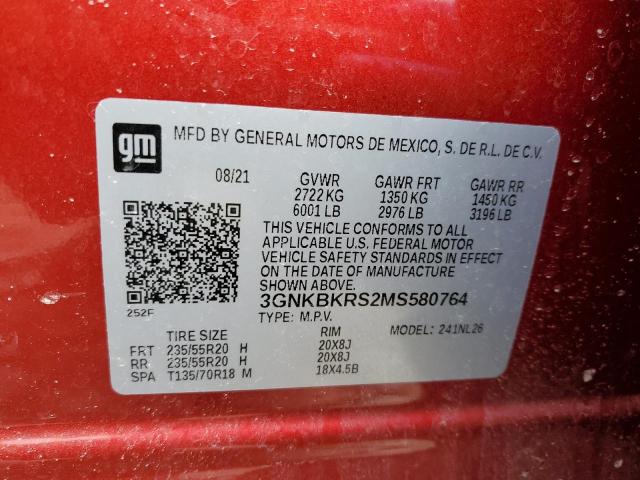 gm
MFD BY GENERAL MOTORS DE MEXICO, S. DE R.L. DE C.V.
08/21 GVWR GAWR FRT GAWR RR
2722 KG 1350 KG 1450 KG
6001 LB 2976 LB 3196 LB
THIS VEHICLE CONFORMS TO ALL
APPLICABLE U.S. FEDERAL MOTOR
VEHICLE SAFETY STANDARDS IN EFFECT
ON THE DATE OF MANUFACTURE
SHOWN ABOVE.
3GNKBKRS2MS580764
252F TYPE: M.P.V. MODEL: 241NL26
TIRE SIZE RIM
FRT 235/55R20 H 20X8J
RR 235/55R20 H 20X8J
SPA T135/70R18 M 18X4.5B